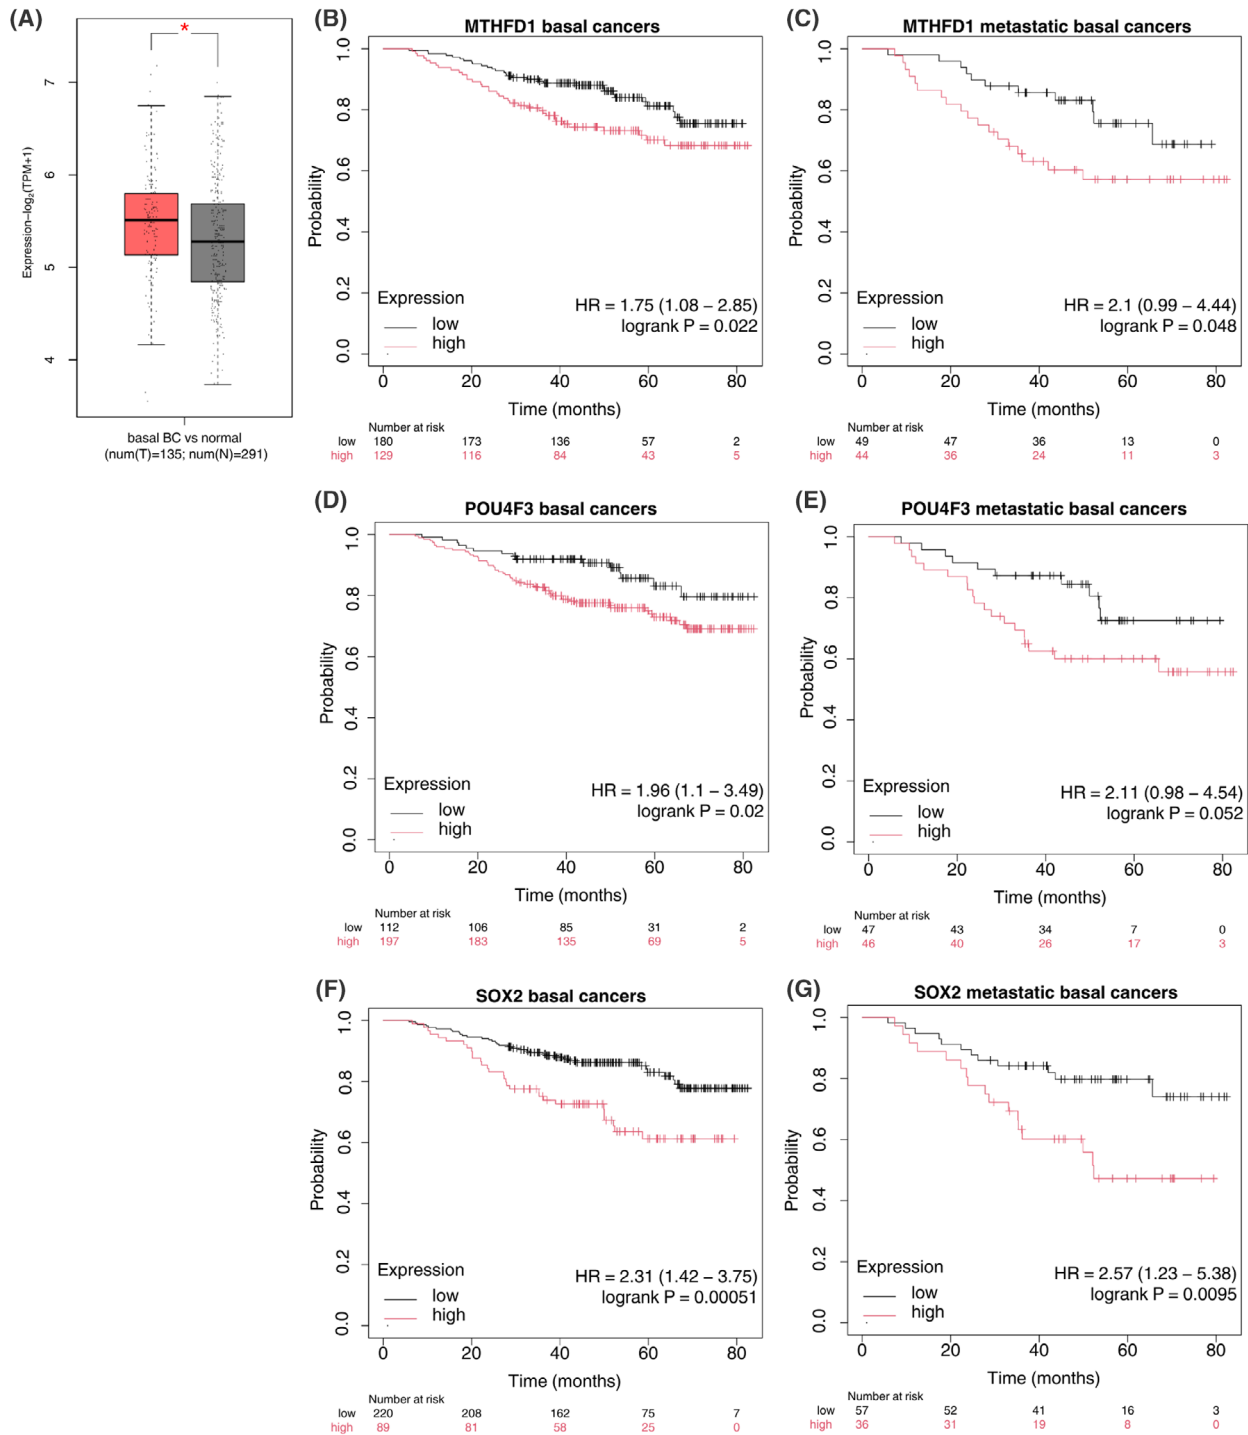 (A)
*
Expression–log2(TPM+1)
7
6
5
4
basal BC vs normal
(num(T)=135; num(N)=291)
(B)
MTHFD1 basal cancers
Probability
1.0
0.8
0.6
0.4
0.2
0.0
Expression
low
high
HR = 1.75 (1.08 – 2.85)
logrank P = 0.022
0 20 40 60 80
Time (months)
Number at risk
low 180 173 136 57 2
high 129 116 84 43 5
(C)
MTHFD1 metastatic basal cancers
Probability
1.0
0.8
0.6
0.4
0.2
0.0
Expression
low
high
HR = 2.1 (0.99 – 4.44)
logrank P = 0.048
0 20 40 60 80
Time (months)
Number at risk
low 49 47 36 13 0
high 44 36 24 11 3
(D)
POU4F3 basal cancers
Probability
1.0
0.8
0.6
0.4
0.2
0.0
Expression
low
high
HR = 1.96 (1.1 – 3.49)
logrank P = 0.02
0 20 40 60 80
Time (months)
Number at risk
low 112 106 85 31 2
high 197 183 135 69 5
(E)
POU4F3 metastatic basal cancers
Probability
1.0
0.8
0.6
0.4
0.2
0.0
Expression
low
high
HR = 2.11 (0.98 – 4.54)
logrank P = 0.052
0 20 40 60 80
Time (months)
Number at risk
low 47 43 34 7 0
high 46 40 26 17 3
(F)
SOX2 basal cancers
Probability
1.0
0.8
0.6
0.4
0.2
0.0
Expression
low
high
HR = 2.31 (1.42 – 3.75)
logrank P = 0.00051
0 20 40 60 80
Time (months)
Number at risk
low 220 208 162 75 7
high 89 81 58 25 0
(G)
SOX2 metastatic basal cancers
Probability
1.0
0.8
0.6
0.4
0.2
0.0
Expression
low
high
HR = 2.57 (1.23 – 5.38)
logrank P = 0.0095
0 20 40 60 80
Time (months)
Number at risk
low 57 52 41 16 3
high 36 31 19 8 0